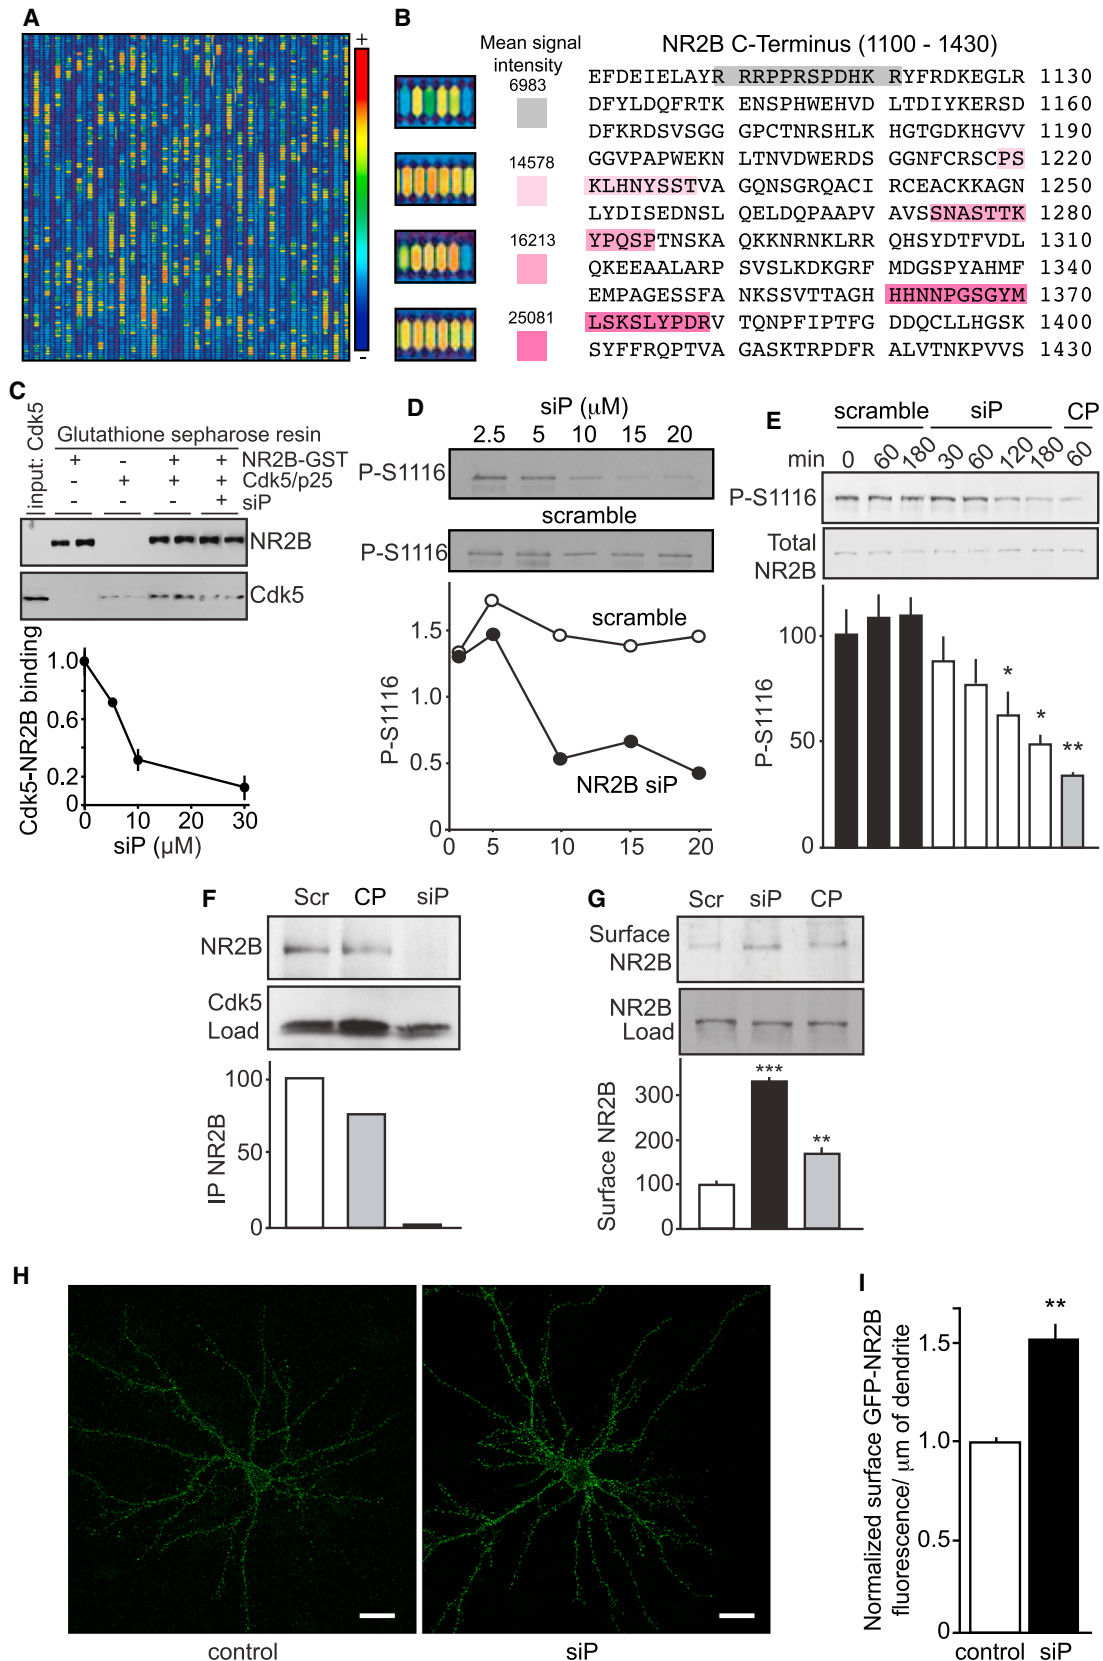 A
+
-
B
Mean signal
intensity
6983
14578
16213
25081
NR2B C-Terminus (1100 - 1430)
EFDEIELAYR RRPPRSPDHK RYFRDKEGLR 1130
DFYLDQFRTK ENSPHWEHVD LTDIYKERSD 1160
DFKRDSVSGG GPCTNRSHLK HGTGDKHGVV 1190
GGVPAPWEKN LTNVDWERDS GGNFCRSCPS 1220
KLHNYSSTVA GQNSGRQACI RCEACKKAGN 1250
LYDISEDNSL QELDQPAAPV AVSSNASTTK 1280
YPQSPTNSKA QKKNRNKLRR QHSYDTFVDL 1310
QKEEAALARP SVSLKDKGRF MDGSPYAHMF 1340
EMPAGESSFA NKSSVTTAGH HHNNPGSGYM 1370
LSKSLYPDRV TQNPFIPTFG DDQCLLHGSK 1400
SYFFRQPTVA GASKTRPDFR ALVTNKPVVS 1430
C
Input: Cdk5
Glutathione sepharose resin
+ - + + NR2B-GST
- + + + Cdk5/p25
- - - + siP
NR2B
Cdk5
Cdk5-NR2B binding
1.0
0.6
0.2
0
0 10 20 30
siP (μM)
D
siP (μM)
2.5 5 10 15 20
P-S1116
scramble
P-S1116
P-S1116
1.5
1.0
0.5
0
scramble
NR2B siP
0 5 10 15 20
E
scramble siP CP
min 0 60 180 30 60 120 180 60
P-S1116
Total
NR2B
P-S1116
100
50
0
* * **
F
Scr CP siP
NR2B
Cdk5
Load
IP NR2B
100
50
0
G
Scr siP CP
Surface
NR2B
NR2B
Load
Surface NR2B
300
200
100
0
***
**
H
control
siP
I
Normalized surface GFP-NR2B
fluorescence/ μm of dendrite
**
1.5
1.0
0.5
0
control siP